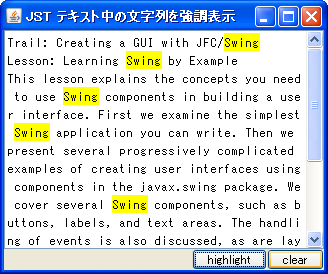 JST テキスト中の文字列を強調表示
Trail: Creating a GUI with JFC/Swing
Lesson: Learning Swing by Example
This lesson explains the concepts you need
 to use Swing components in building a use
r interface. First we examine the simplest
 Swing application you can write. Then we
present several progressively complicated
examples of creating user interfaces using
 components in the javax.swing package. We
 cover several Swing components, such as b
uttons, labels, and text areas. The handli
ng of events is also discussed, as are lay
highlight clear